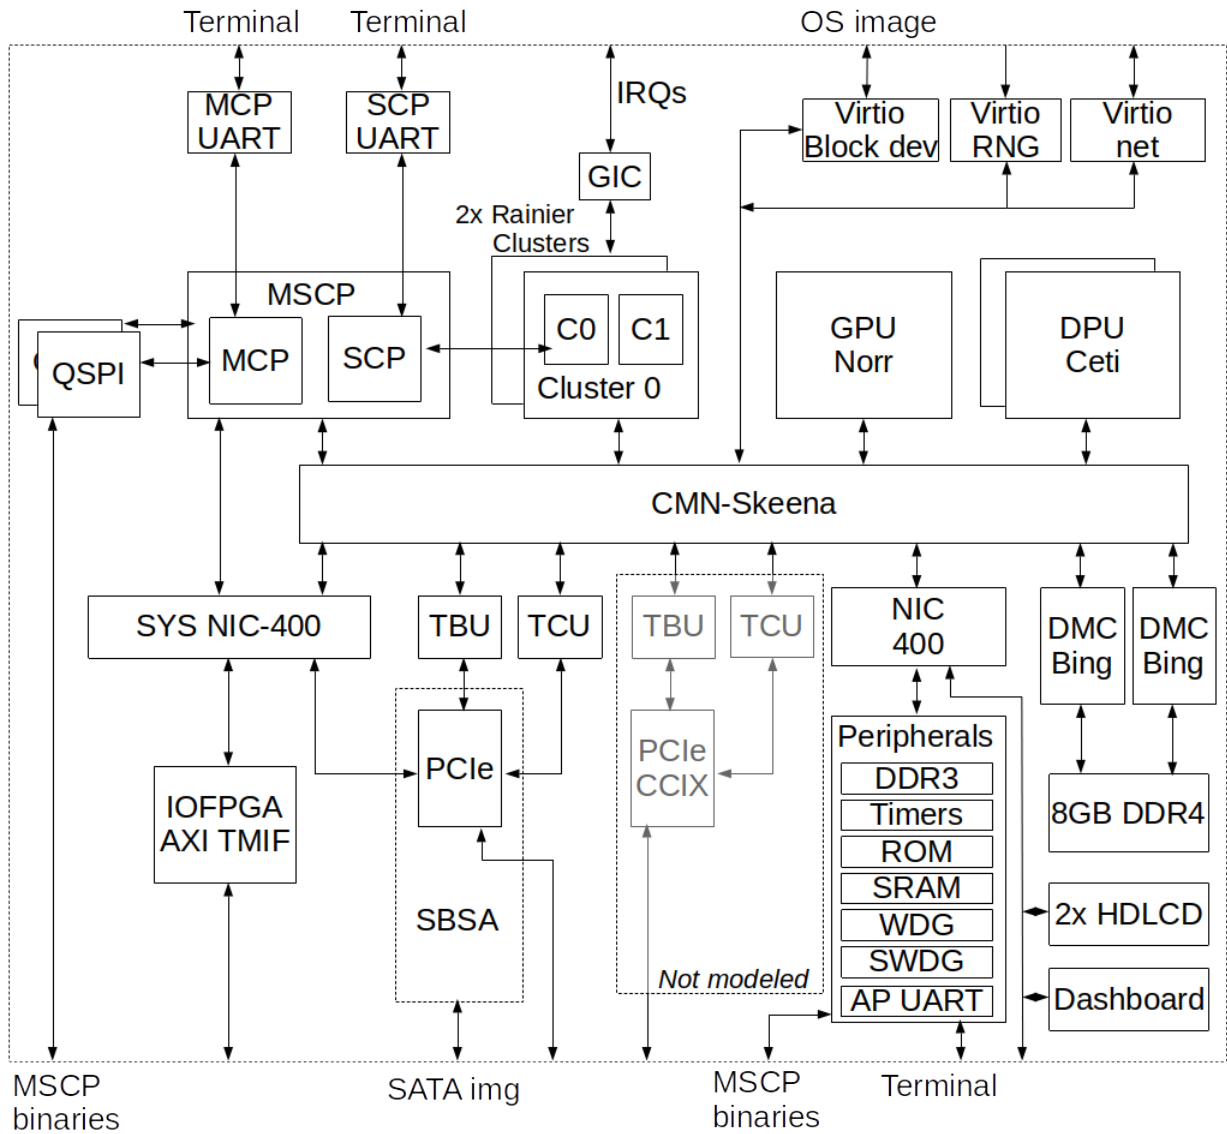 Terminal
Terminal
OS image
MCP
UART
SCP
UART
IRQs
Virtio
Block dev
Virtio
RNG
Virtio
net
GIC
2x Rainier
Clusters
MSCP
MCP
SCP
C0
C1
Cluster 0
GPU
Norr
DPU
Ceti
QSPI
CMN-Skeena
SYS NIC-400
TBU
TCU
TBU
TCU
NIC
400
DMC
Bing
DMC
Bing
IOFPGA
AXI TMIF
PCIe
SBSA
PCIe
CCIX
Not modeled
Peripherals
DDR3
Timers
ROM
SRAM
WDG
SWDG
AP UART
8GB DDR4
2x HDLCD
Dashboard
MSCP
binaries
SATA img
MSCP
binaries
Terminal